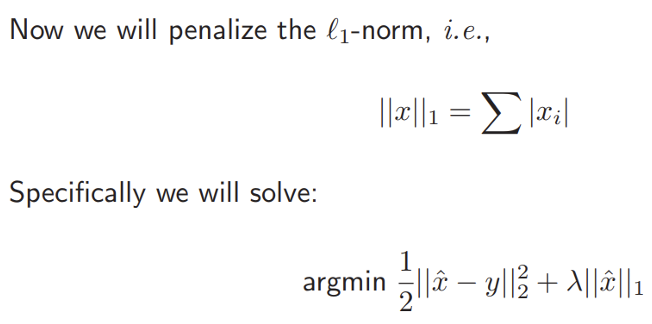 Now we will penalize the ℓ₁-norm, i.e.,
||x||₁ = ∑ |xᵢ|
Specifically we will solve:
argmin 1/2 ||x̂ − y||₂² + λ||x̂||₁